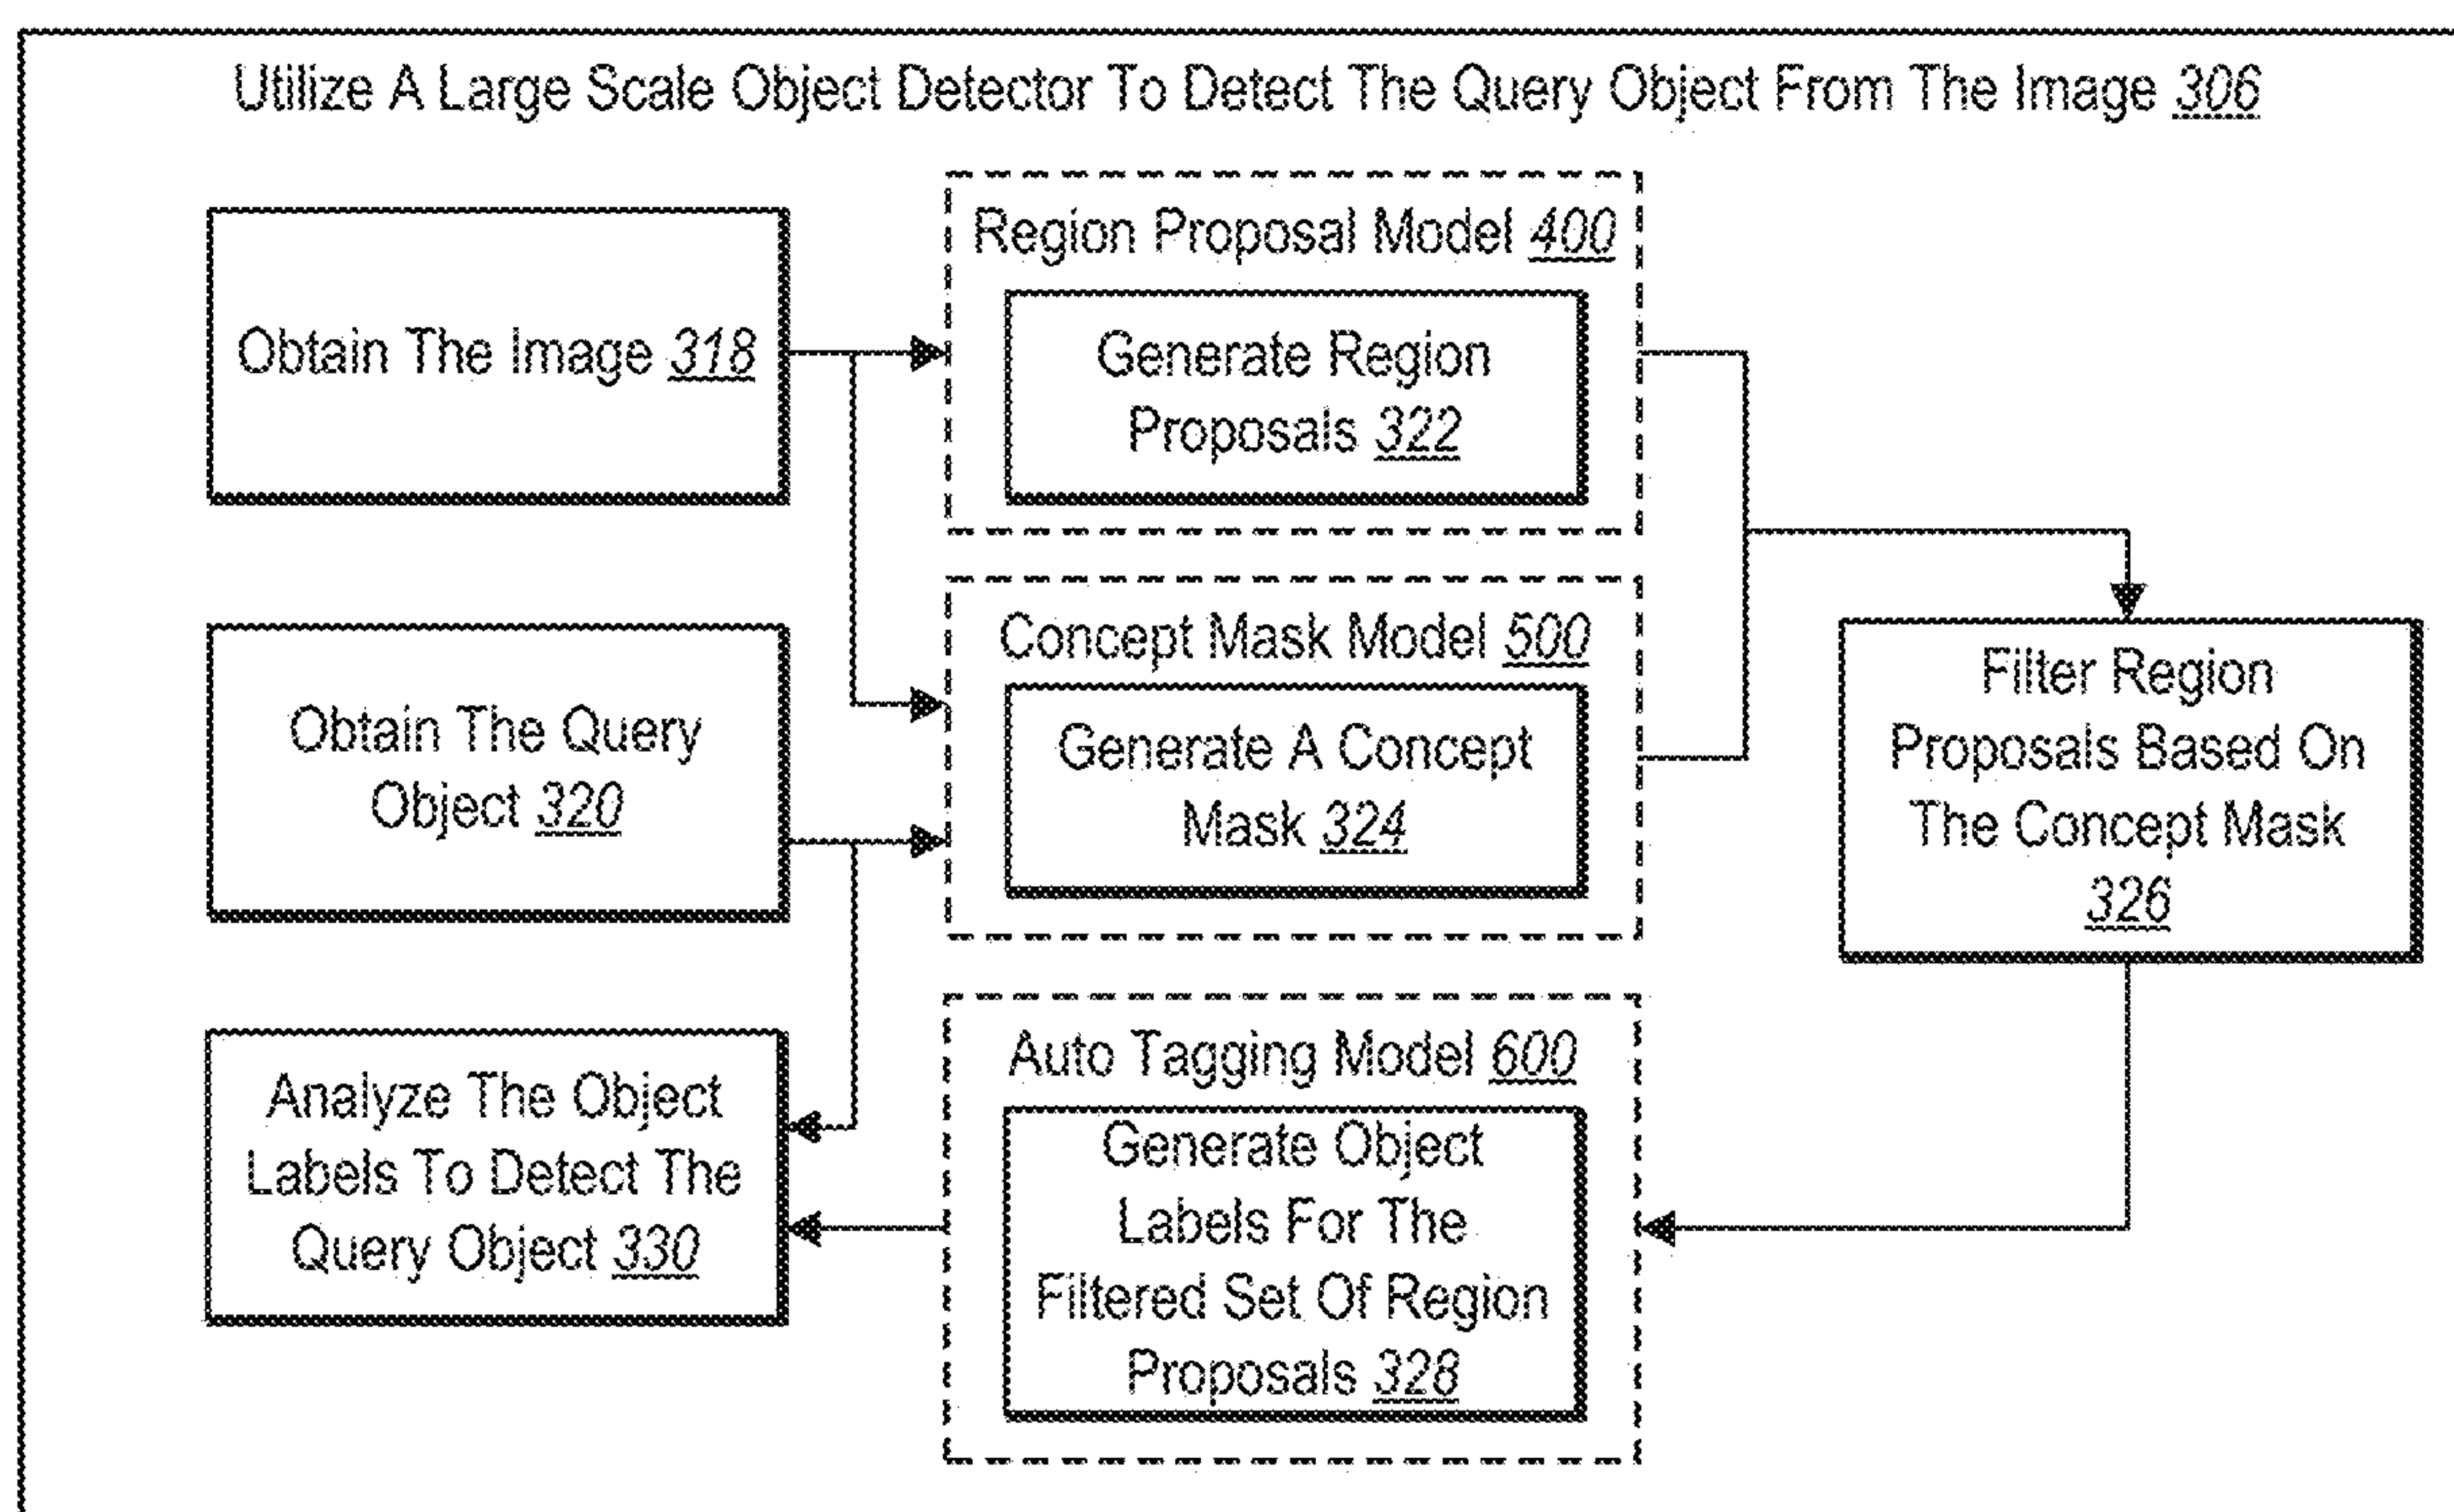 Utilize A Large Scale Object Detector To Detect The Query Object From The Image 306
Obtain The Image 318
Region Proposal Model 400
Generate Region
Proposals 322
Obtain The Query
Object 320
Concept Mask Model 500
Generate A Concept
Mask 324
Filter Region
Proposals Based On
The Concept Mask
326
Analyze The Object
Labels To Detect The
Query Object 330
Auto Tagging Model 600
Generate Object
Labels For The
Filtered Set Of Region
Proposals 328